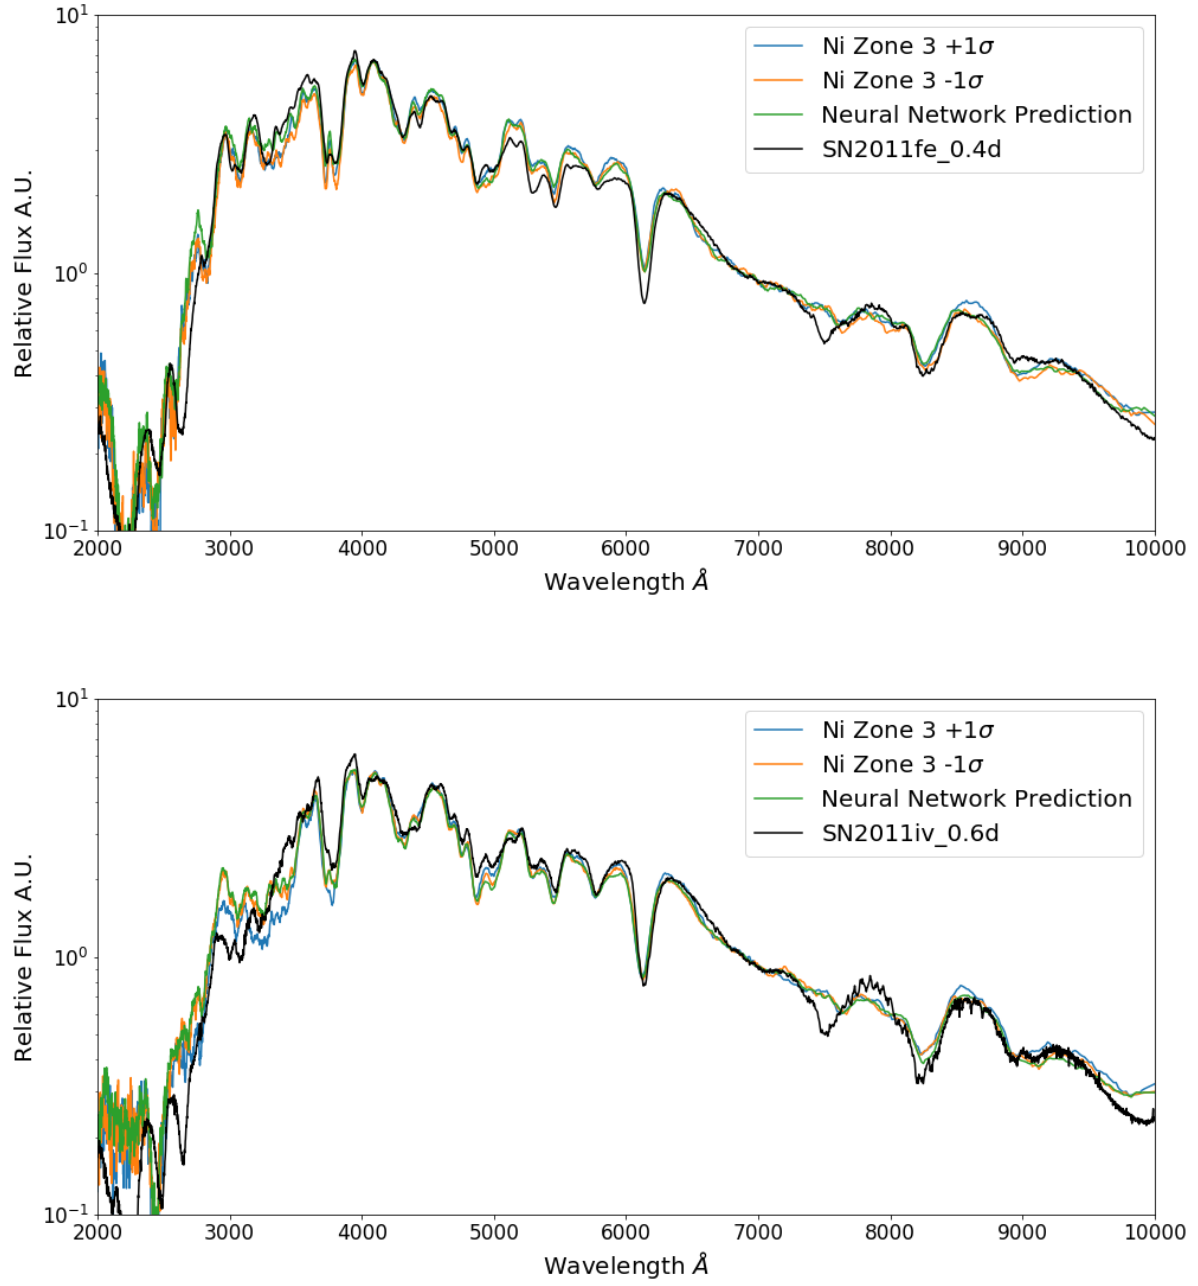 10¹
Ni Zone 3 +1σ
Ni Zone 3 -1σ
Neural Network Prediction
SN2011fe_0.4d
Relative Flux A.U.
10⁰
10⁻¹
2000 3000 4000 5000 6000 7000 8000 9000 10000
Wavelength Å
10¹
Ni Zone 3 +1σ
Ni Zone 3 -1σ
Neural Network Prediction
SN2011iv_0.6d
Relative Flux A.U.
10⁰
10⁻¹
2000 3000 4000 5000 6000 7000 8000 9000 10000
Wavelength Å